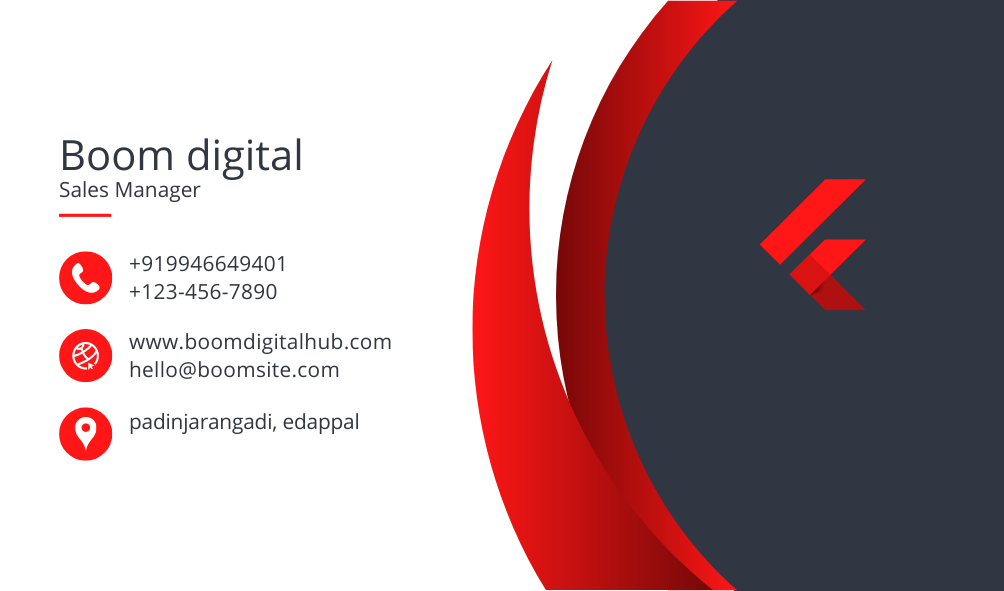 Boom digital
Sales Manager
+919946649401
+123-456-7890
www.boomdigitalhub.com
hello@boomsite.com
padinjarangadi, edappal